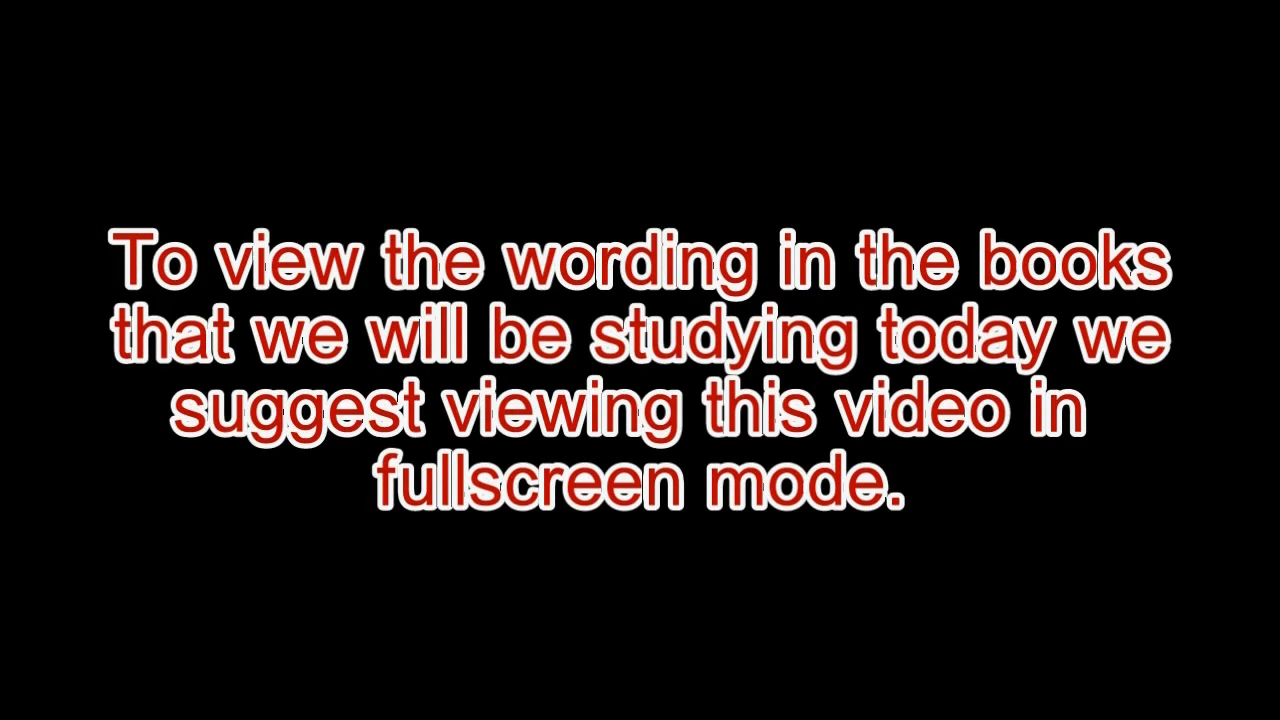 To view the wording in the books
that we will be studying today we
suggest viewing this video in
fullscreen mode.